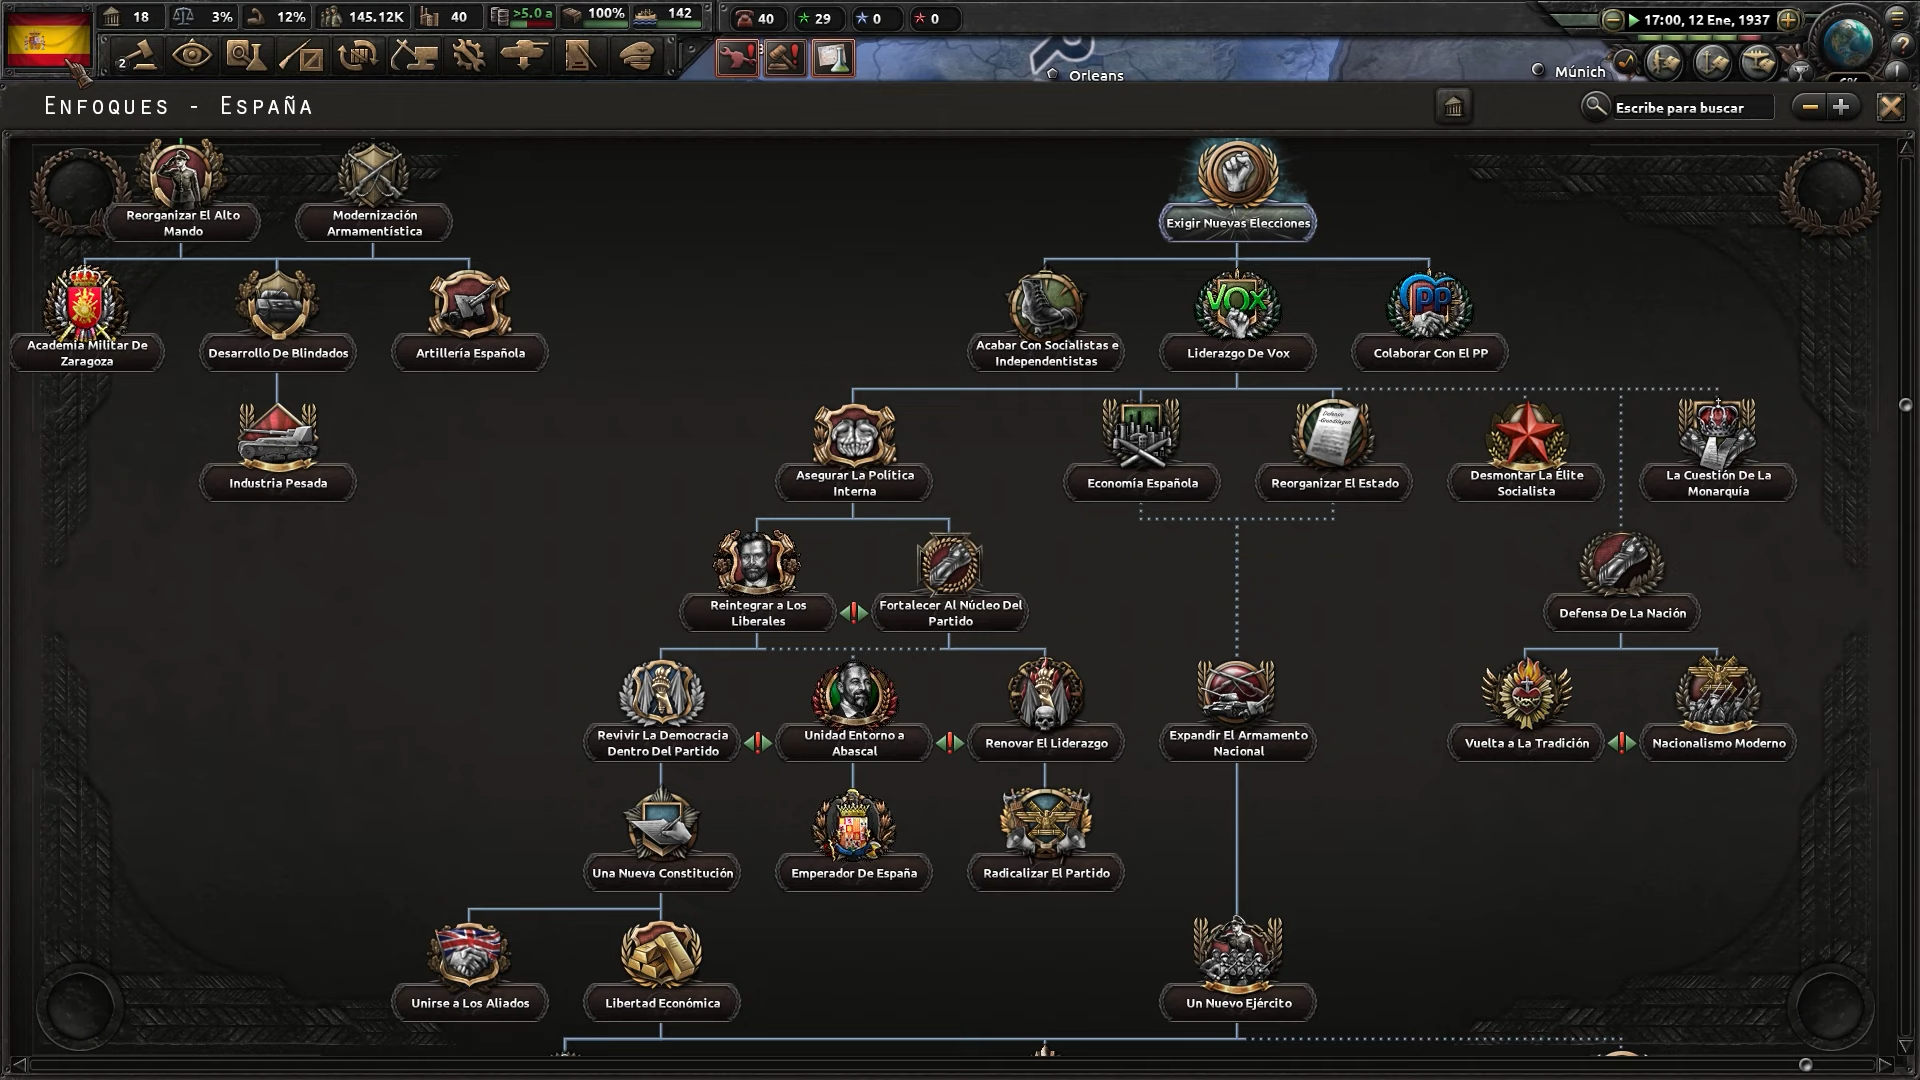 18
3%
12%
145.12K
40
>5.0 a
100%
142
40
29
0
0
17:00, 12 Ene, 1937
2
Orleans
Múnich
Enfoques - España
Escribe para buscar
Reorganizar El Alto
Mando
Modernización
Armamentística
Exigir Nuevas Elecciones
Academia Militar De
Zaragoza
Desarrollo De Blindados
Artillería Española
Acabar Con Socialistas e
Independentistas
VOX
Liderazgo De Vox
PP
Colaborar Con El PP
Industria Pesada
Asegurar La Política
Interna
Economía Española
Reorganizar El Estado
Desmontar La Élite
Socialista
La Cuestión De La
Monarquía
Reintegrar a Los
Liberales
Fortalecer Al Núcleo Del
Partido
Defensa De La Nación
Revivir La Democracia
Dentro Del Partido
Unidad Entorno a
Abascal
Renovar El Liderazgo
Expandir El Armamento
Nacional
Vuelta a La Tradición
Nacionalismo Moderno
Una Nueva Constitución
Emperador De España
Radicalizar El Partido
Unirse a Los Aliados
Libertad Económica
Un Nuevo Ejército